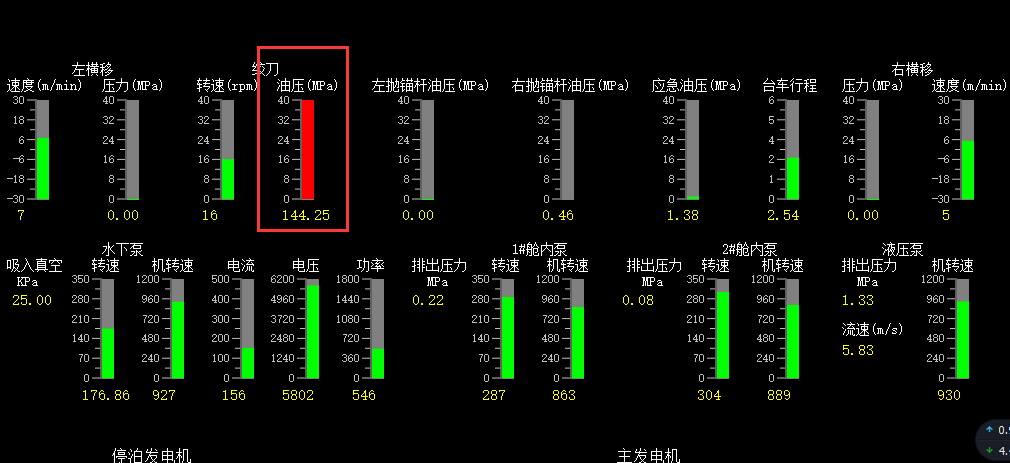 左横移 绞刀 右横移
速度(m/min) 压力(MPa) 转速(rpm) 油压(MPa) 左抛锚杆油压(MPa) 右抛锚杆油压(MPa) 应急油压(MPa) 台车行程 压力(MPa) 速度(m/min)
30 40 40 40 40 40 40 6 40 30
18 32 32 32 32 32 32 5 32 18
6 24 24 24 24 24 24 4 24 6
-6 16 16 16 16 16 16 2 16 -6
-18 8 8 8 8 8 8 1 8 -18
-30 0 0 0 0 0 0 0 0 -30
7 0.00 16 144.25 0.00 0.46 1.38 2.54 0.00 5
水下泵 1#舱内泵 2#舱内泵 液压泵
吸入真空 转速 机转速 电流 电压 功率 排出压力 转速 机转速 排出压力 转速 机转速 排出压力 机转速
KPa MPa MPa MPa
350 1200 500 6200 1800 350 1200 350 1200 1200
25.00 280 960 400 4960 1440 0.22 280 960 0.08 280 960 1.33 960
210 720 300 3720 1080 210 720 210 720 720
流速(m/s)
140 480 200 2480 720 140 480 140 480 480
5.83
70 240 100 1240 360 70 240 70 240 240
0 0 0 0 0 0 0 0 0 0
176.86 927 156 5802 546 287 863 304 889 930
停泊发电机 主发电机